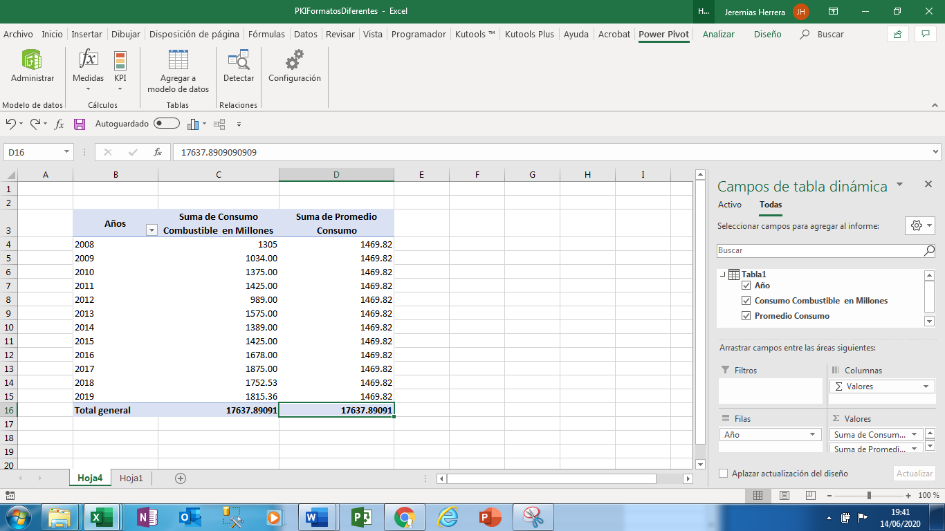 PKIFormatosDiferentes - Excel
H...
Jeremias Herrera
JH
Archivo Inicio Insertar Dibujar Disposición de página Fórmulas Datos Revisar Vista Programador Kutools ™ Kutools Plus Ayuda Acrobat Power Pivot Analizar Diseño Buscar
Administrar
Medidas
KPI
Agregar a
modelo de datos
Detectar
Configuración
Modelo de datos
Cálculos
Tablas
Relaciones
Autoguardado
D16
fx
17637.8909090909
A B C D E F G H I
1
2
3 Años Suma de Consumo Combustible en Millones Suma de Promedio Consumo
4 2008 1305 1469.82
5 2009 1034.00 1469.82
6 2010 1375.00 1469.82
7 2011 1425.00 1469.82
8 2012 989.00 1469.82
9 2013 1575.00 1469.82
10 2014 1389.00 1469.82
11 2015 1425.00 1469.82
12 2016 1678.00 1469.82
13 2017 1875.00 1469.82
14 2018 1752.53 1469.82
15 2019 1815.36 1469.82
16 Total general 17637.89091 17637.89091
17
18
19
20
Campos de tabla dinámica
Activo Todas
Seleccionar campos para agregar al informe:
Buscar
Tabla1
Año
Consumo Combustible en Millones
Promedio Consumo
Arrastrar campos entre las áreas siguientes:
Filtros
Columnas
Σ Valores
Filas
Σ Valores
Año
Suma de Consum...
Suma de Promedi...
Aplazar actualización del diseño
Actualizar
Hoja4 Hoja1
100 %
19:41
14/06/2020